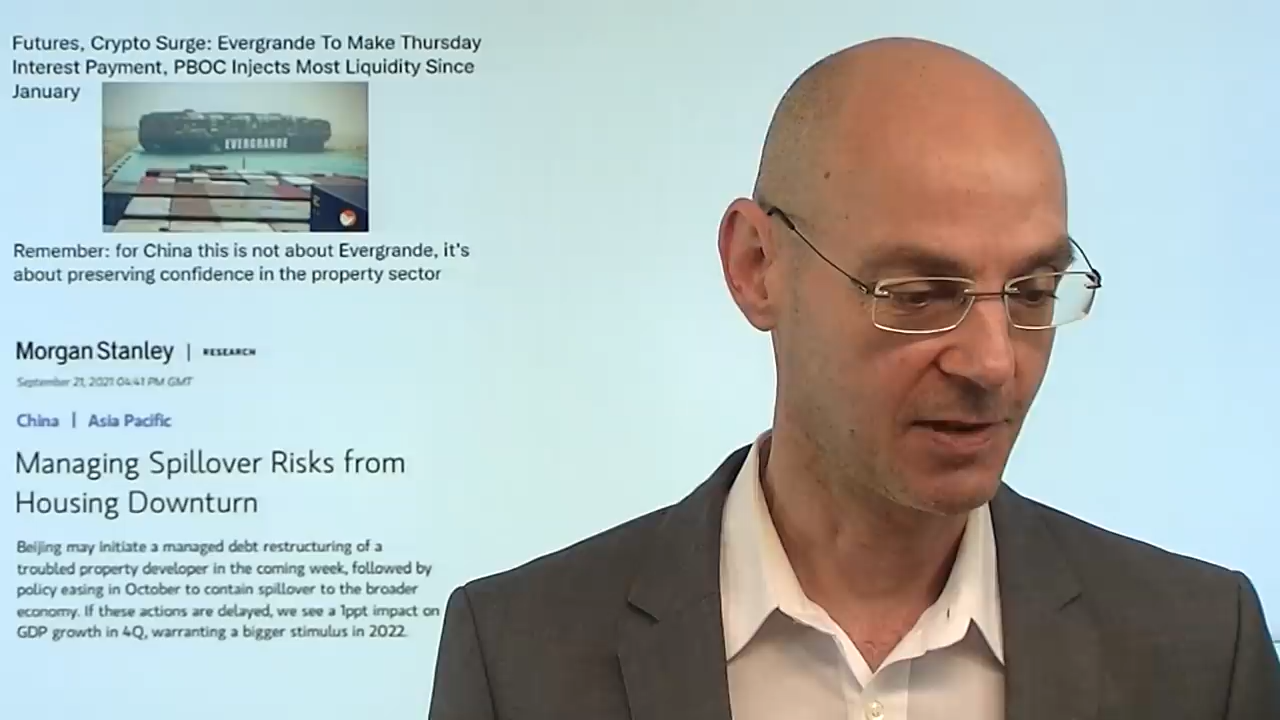 Futures, Crypto Surge: Evergrande To Make Thursday
Interest Payment, PBOC Injects Most Liquidity Since
January
EVERGRANDE
Remember: for China this is not about Evergrande, it's
about preserving confidence in the property sector
Morgan Stanley | RESEARCH
September 21, 2021 04:41 PM GMT
China | Asia Pacific
Managing Spillover Risks from
Housing Downturn
Beijing may initiate a managed debt restructuring of a
troubled property developer in the coming week, followed by
policy easing in October to contain spillover to the broader
economy. If these actions are delayed, we see a 1ppt impact on
GDP growth in 4Q, warranting a bigger stimulus in 2022.